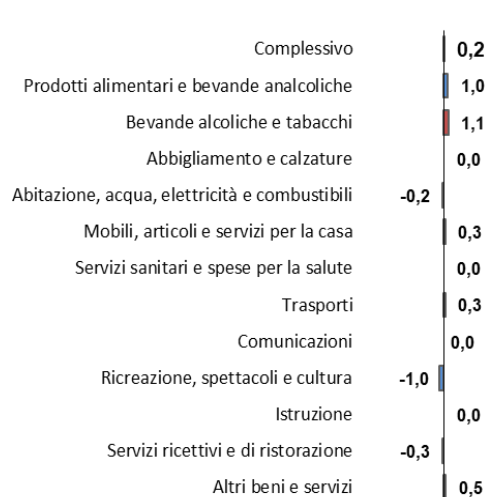 Complessivo 0,2
Prodotti alimentari e bevande analcoliche 1,0
Bevande alcoliche e tabacchi 1,1
Abbigliamento e calzature 0,0
Abitazione, acqua, elettricità e combustibili -0,2
Mobili, articoli e servizi per la casa 0,3
Servizi sanitari e spese per la salute 0,0
Trasporti 0,3
Comunicazioni 0,0
Ricreazione, spettacoli e cultura -1,0
Istruzione 0,0
Servizi ricettivi e di ristorazione -0,3
Altri beni e servizi 0,5